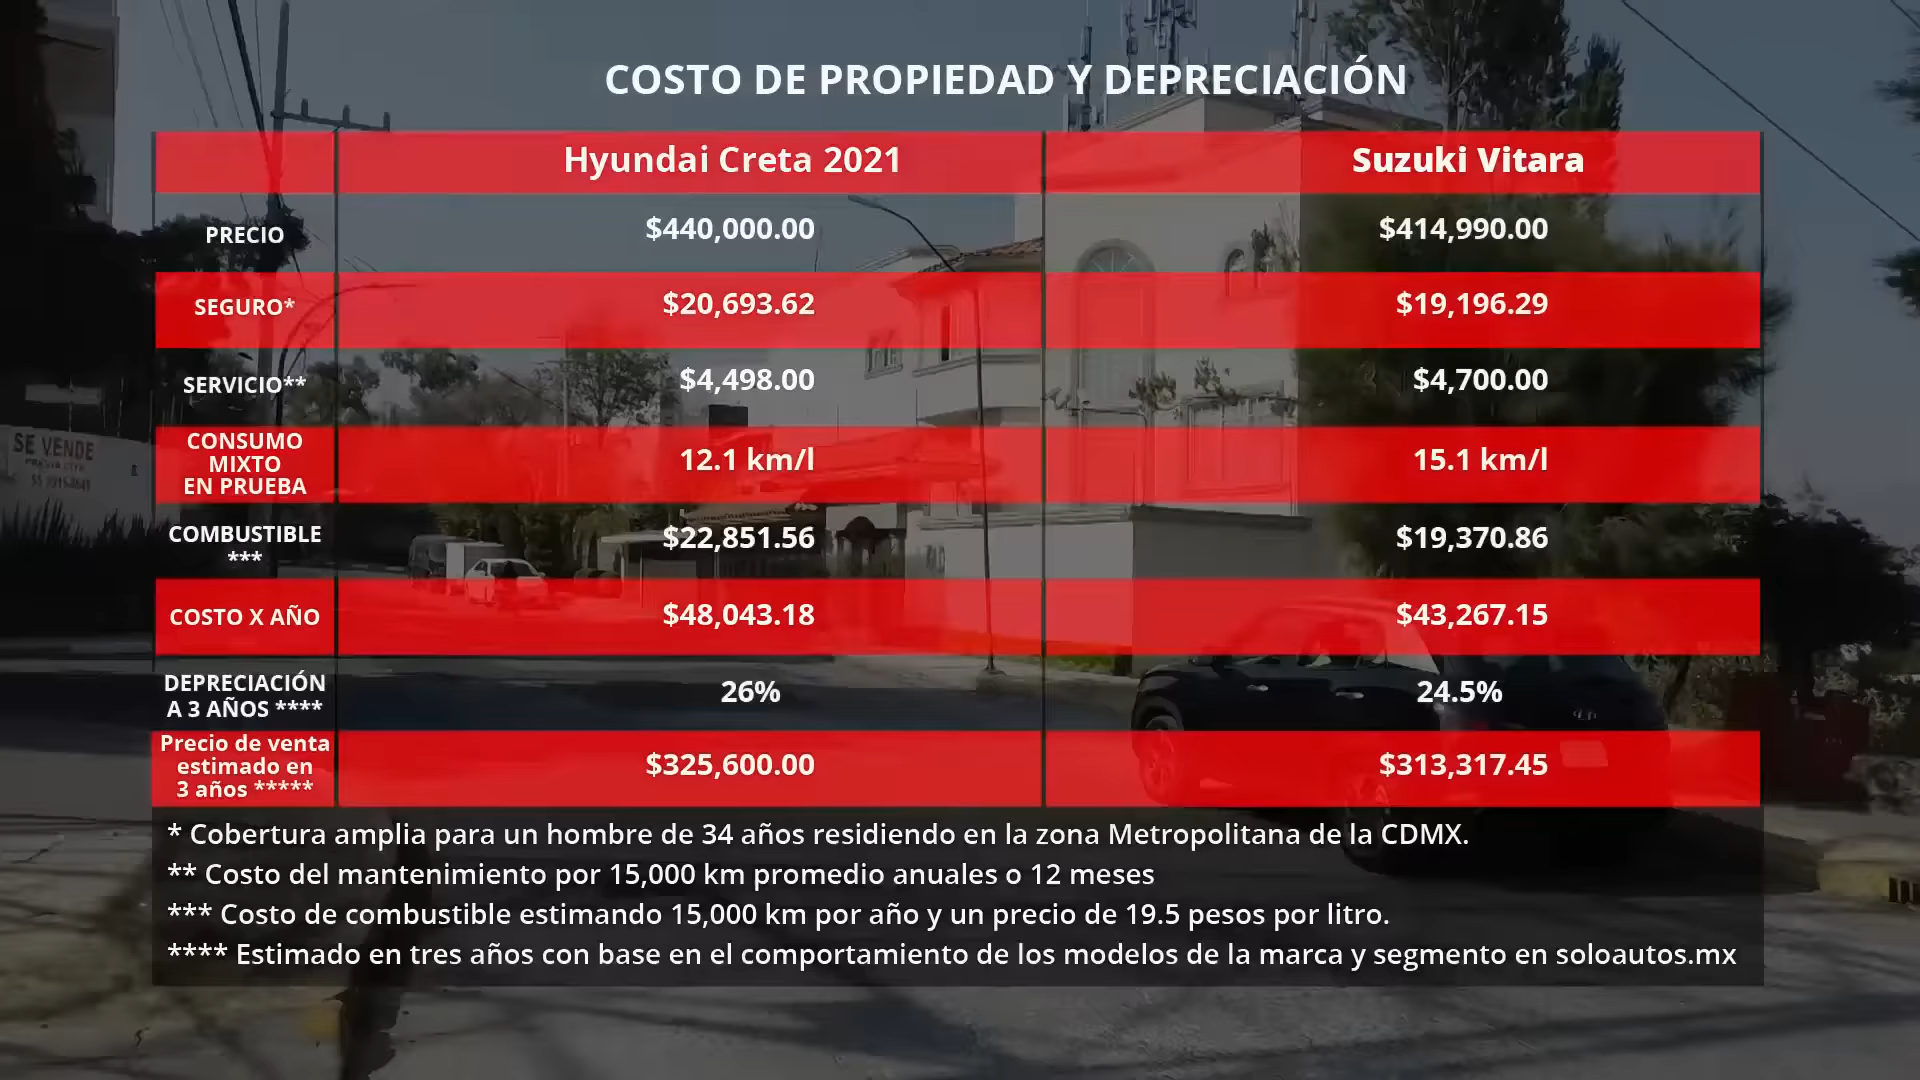 COSTO DE PROPIEDAD Y DEPRECIACIÓN
Hyundai Creta 2021 Suzuki Vitara
PRECIO $440,000.00 $414,990.00
SEGURO* $20,693.62 $19,196.29
SERVICIO** $4,498.00 $4,700.00
CONSUMO
MIXTO
EN PRUEBA
12.1 km/l 15.1 km/l
COMBUSTIBLE
***
$22,851.56 $19,370.86
COSTO X AÑO $48,043.18 $43,267.15
DEPRECIACIÓN
A 3 AÑOS ****
26% 24.5%
Precio de venta
estimado en
3 años *****
$325,600.00 $313,317.45
* Cobertura amplia para un hombre de 34 años residiendo en la zona Metropolitana de la CDMX.
** Costo del mantenimiento por 15,000 km promedio anuales o 12 meses
*** Costo de combustible estimando 15,000 km por año y un precio de 19.5 pesos por litro.
**** Estimado en tres años con base en el comportamiento de los modelos de la marca y segmento en soloautos.mx
SE VENDE